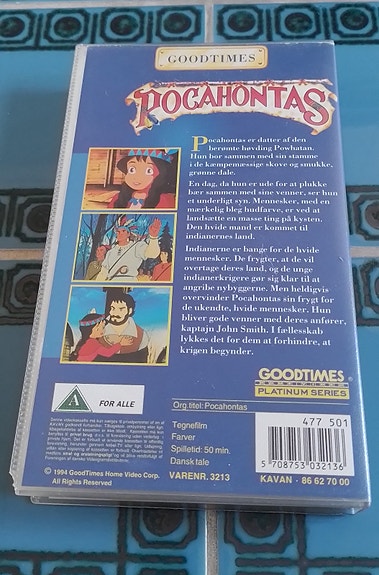 GOODTIMES
POCAHONTAS
Pocahontas er datter af den
berømte høvding Powhatan.
Hun bor sammen med sin stamme
i de kæmpemæssige skove og smukke,
grønne dale.
En dag, da hun er ude for at plukke
bær sammen med sine venner, ser hun
et underligt syn. Mennesker, med en
mærkelig bleg hudfarve, er ved at
landsætte en masse ting på kysten.
Den hvide mand er kommet til
indianernes land.
Indianerne er bange for de hvide
mennesker. De frygter, at de vil
overtage deres land, og de unge
indianerkrigere gør sig klar til at
angribe nybyggerne. Men heldigvis
overvinder Pocahontas sin frygt for
de ukendte, hvide mennesker. Hun
bliver gode venner med deres anfører,
kaptajn John Smith. I fællesskab
lykkes det for dem at forhindre, at
krigen begynder.
GOODTIMES
PLATINUM SERIES
A
FOR ALLE
Org.titel: Pocahontas
Tegnefilm
Farver
Spilletid: 50 min.
Dansk tale
VARENR. 3213
477 501
5 708753 032136
KAVAN - 86 62 70 00
© 1994 GoodTimes Home Video Corp.
All Rights Reserved